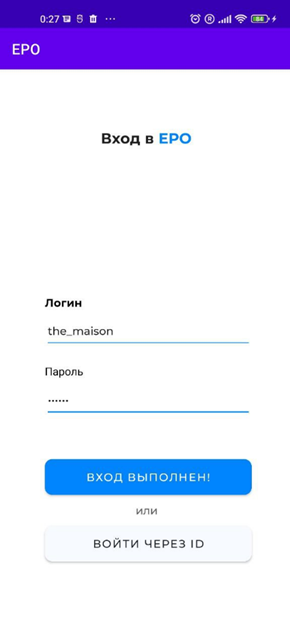 0:27
EPO
Вход в EPO
Логин
the_maison
Пароль
••••••
ВХОД ВЫПОЛНЕН!
или
ВОЙТИ ЧЕРЕЗ ID